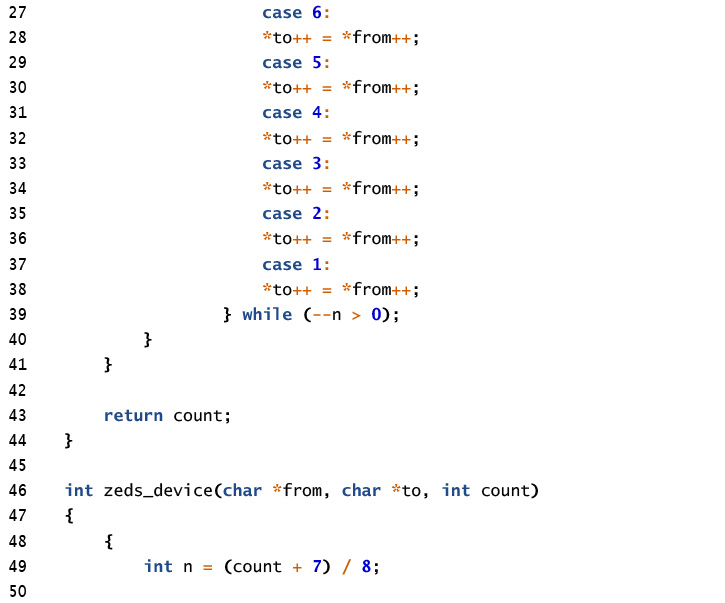 27 case 6:
28 *to++ = *from++;
29 case 5:
30 *to++ = *from++;
31 case 4:
32 *to++ = *from++;
33 case 3:
34 *to++ = *from++;
35 case 2:
36 *to++ = *from++;
37 case 1:
38 *to++ = *from++;
39 } while (--n > 0);
40 }
41 }
42
43 return count;
44 }
45
46 int zeds_device(char *from, char *to, int count)
47 {
48 {
49 int n = (count + 7) / 8;
50